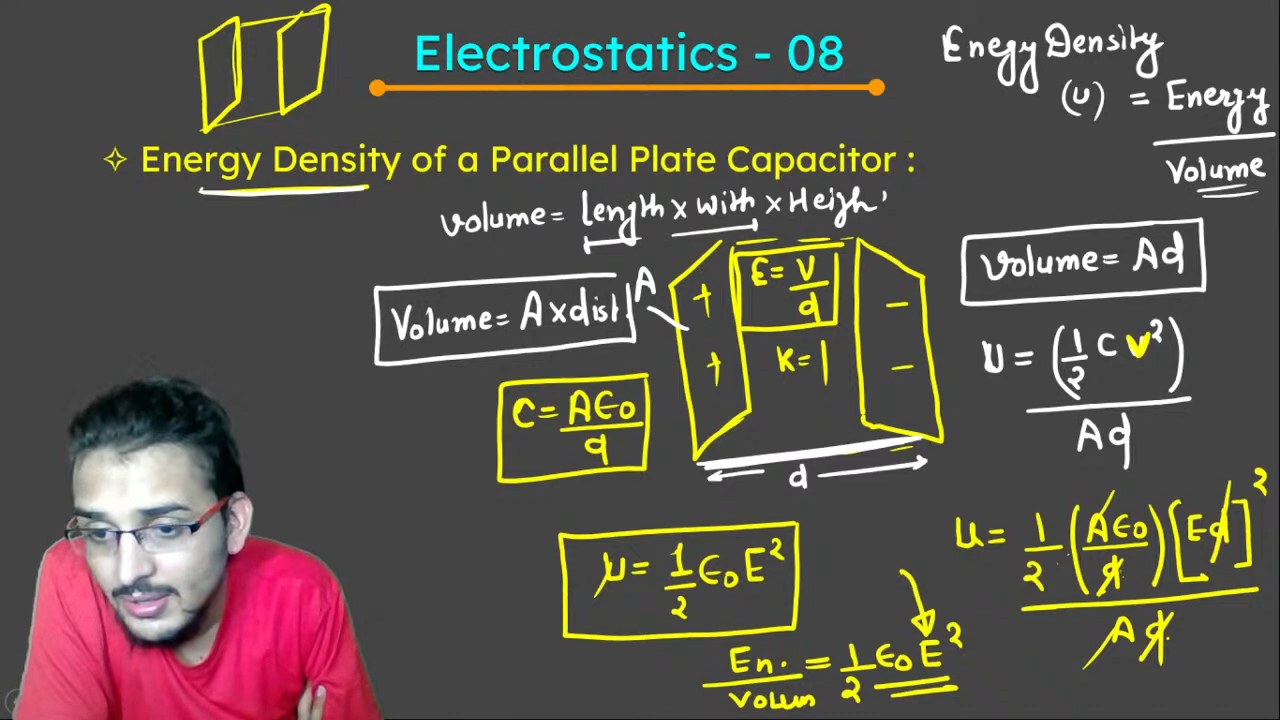 Electrostatics - 08
Enegy Density
(u) = Energy
Volume
✧ Energy Density of a Parallel Plate Capacitor :
Volume = length × with × Heigh'
Volume = A × dist.
A
E = V
d
+ + - -
K = 1
d
C = Aε0
d
Volume = Ad
U = (1/2 C V²)
Ad
U = 1/2 (Aε0/d) [Ed]²
Ad
u = 1/2 ε0 E²
En. = 1/2 ε0 E²
Volum